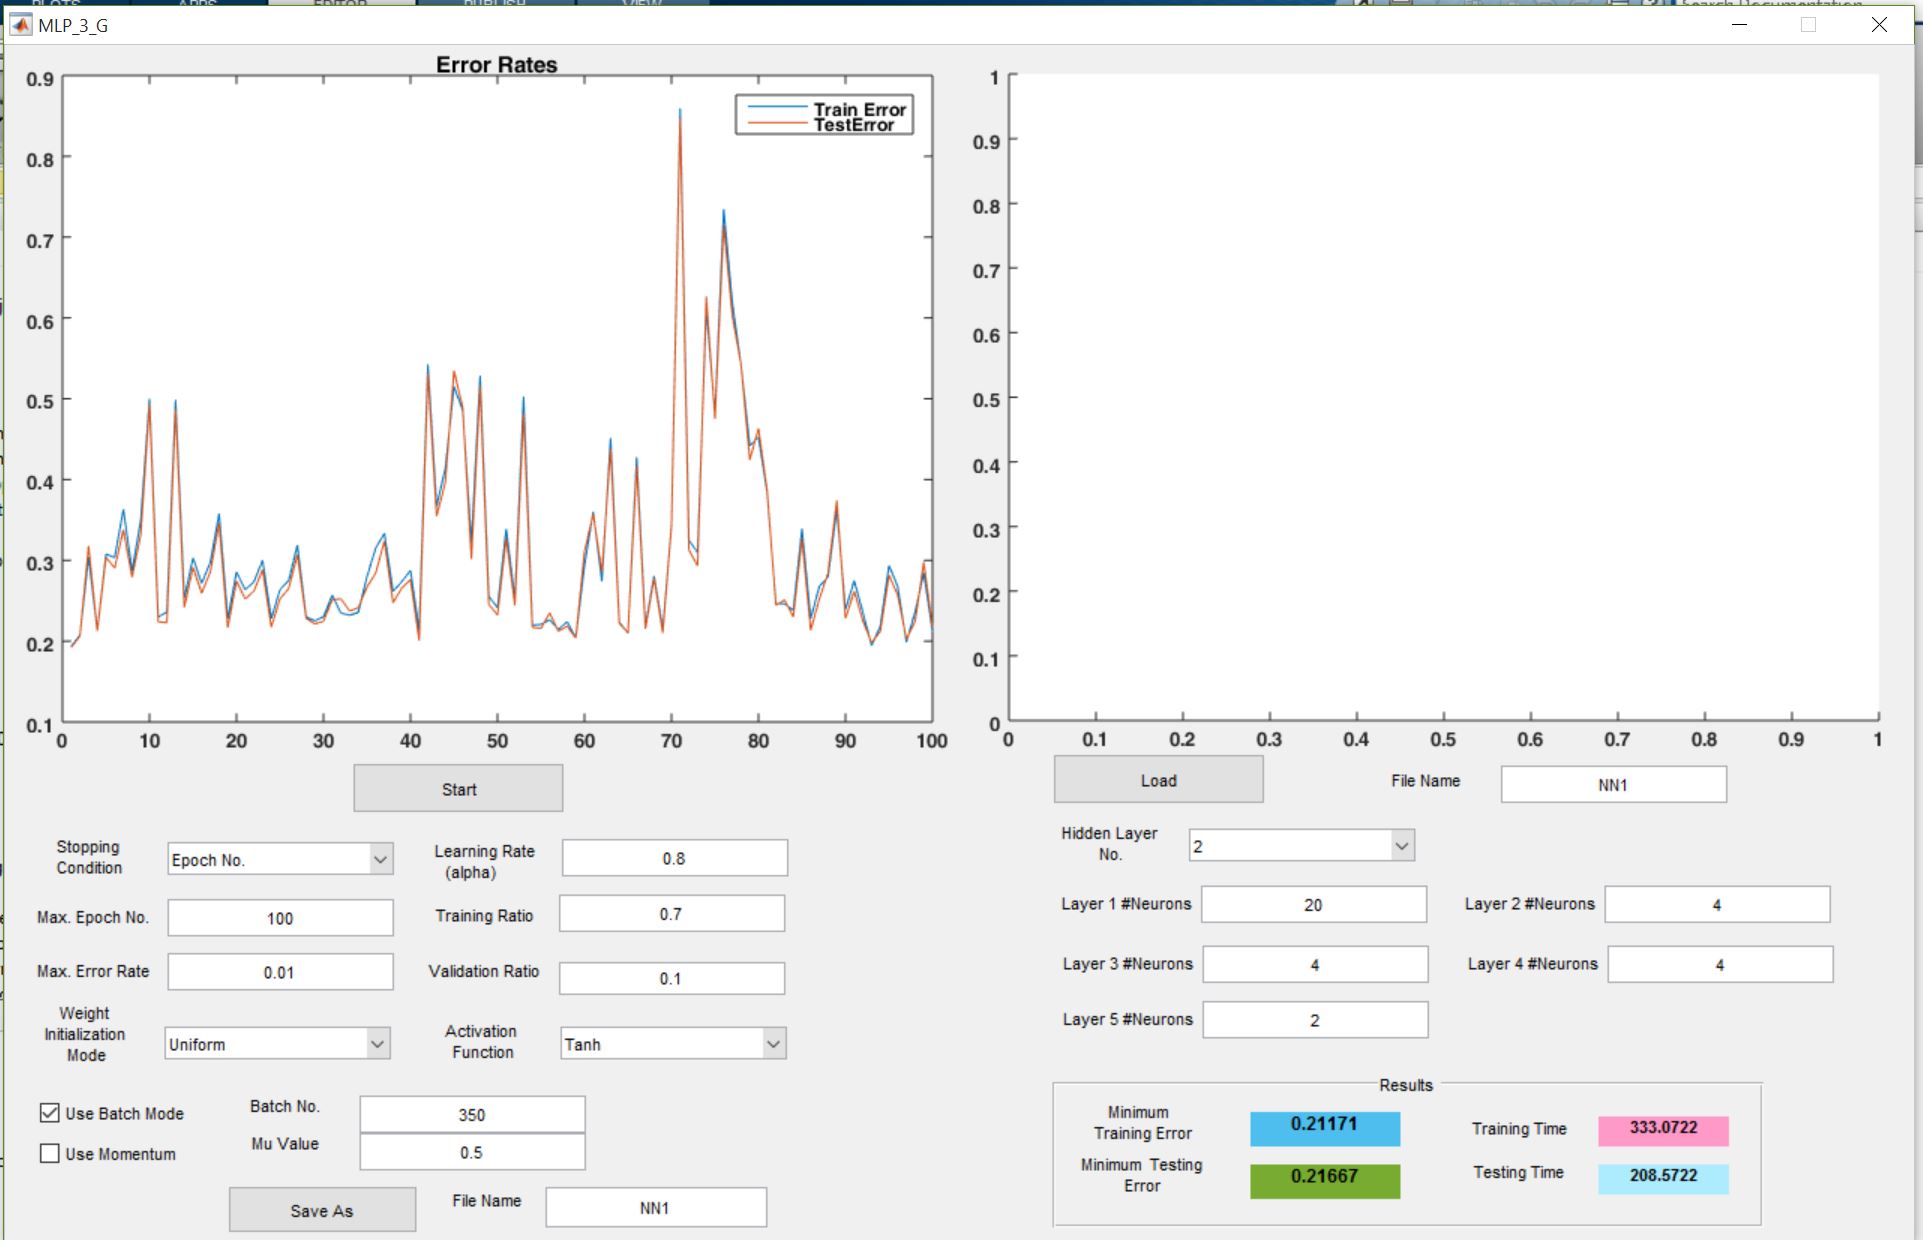 PLOTS APPS EDITOR PUBLISH VIEW Search Documentation
MLP_3_G
Error Rates
0.9
0.8
0.7
0.6
0.5
0.4
0.3
0.2
0.1
0 10 20 30 40 50 60 70 80 90 100
Train Error
TestError
1
0.9
0.8
0.7
0.6
0.5
0.4
0.3
0.2
0.1
0
0 0.1 0.2 0.3 0.4 0.5 0.6 0.7 0.8 0.9 1
Start
Stopping
Condition
Epoch No.
Learning Rate
(alpha)
0.8
Max. Epoch No.
100
Training Ratio
0.7
Max. Error Rate
0.01
Validation Ratio
0.1
Weight
Initialization
Mode
Uniform
Activation
Function
Tanh
Use Batch Mode
Batch No.
350
Use Momentum
Mu Value
0.5
Save As
File Name
NN1
Load
File Name
NN1
Hidden Layer
No.
2
Layer 1 #Neurons
20
Layer 2 #Neurons
4
Layer 3 #Neurons
4
Layer 4 #Neurons
4
Layer 5 #Neurons
2
Results
Minimum
Training Error
0.21171
Training Time
333.0722
Minimum Testing
Error
0.21667
Testing Time
208.5722